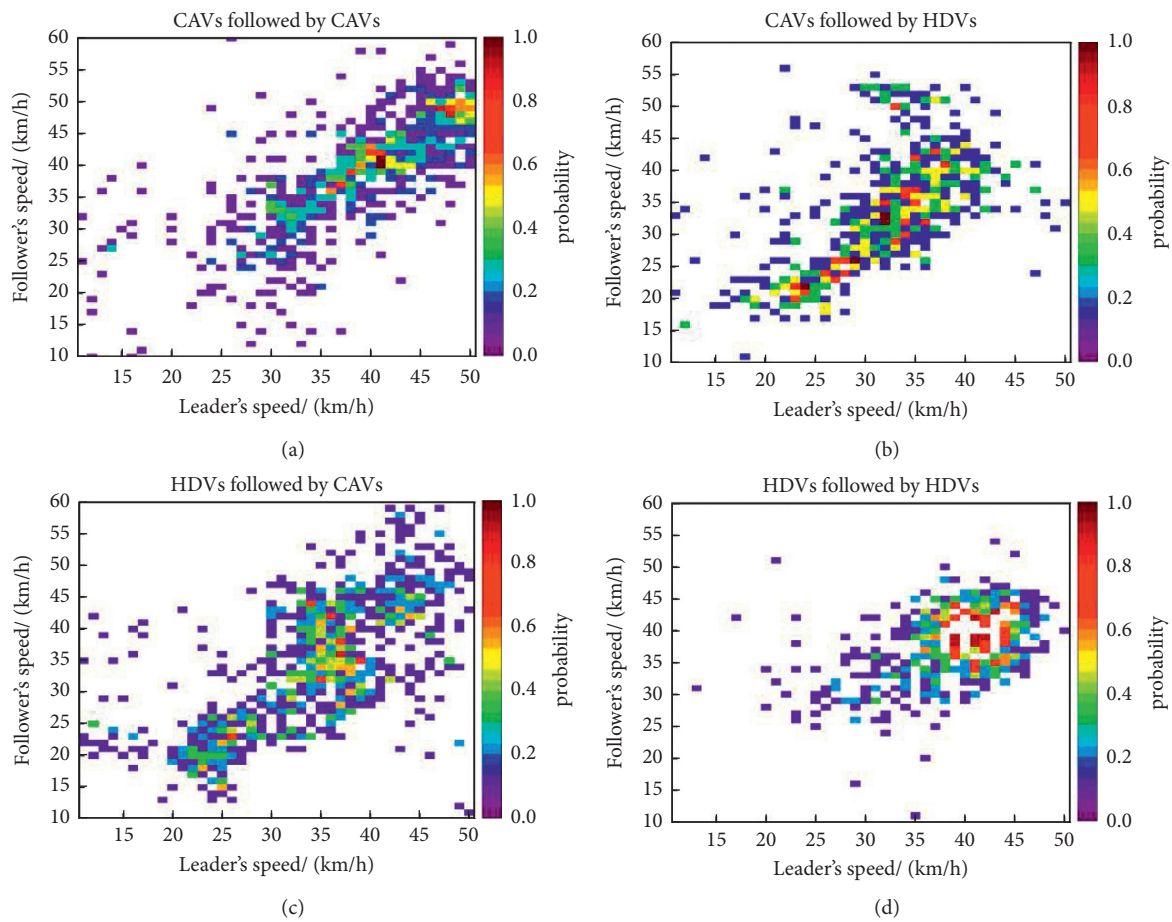 CAVs followed by CAVs
60
55
50
45
40
35
30
25
20
15
10
Follower's speed/ (km/h)
15 20 25 30 35 40 45 50
Leader's speed/ (km/h)
1.0
0.8
0.6
0.4
0.2
0.0
probability
(a)
CAVs followed by HDVs
60
55
50
45
40
35
30
25
20
15
10
Follower's speed/ (km/h)
15 20 25 30 35 40 45 50
Leader's speed/ (km/h)
1.0
0.8
0.6
0.4
0.2
0.0
probability
(b)
HDVs followed by CAVs
60
55
50
45
40
35
30
25
20
15
10
Follower's speed/ (km/h)
15 20 25 30 35 40 45 50
Leader's speed/ (km/h)
1.0
0.8
0.6
0.4
0.2
0.0
probability
(c)
HDVs followed by HDVs
60
55
50
45
40
35
30
25
20
15
10
Follower's speed/ (km/h)
15 20 25 30 35 40 45 50
Leader's speed/ (km/h)
1.0
0.8
0.6
0.4
0.2
0.0
probability
(d)